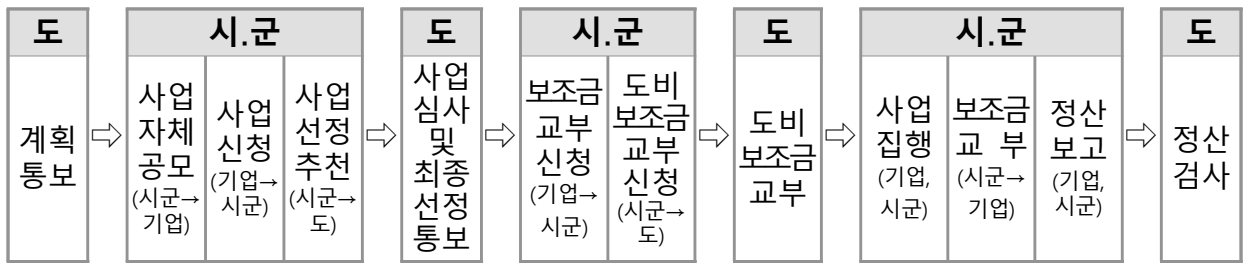 도
계획
통보
⇨
시.군
사업
자체
공모
(시군→
기업)
사업
신청
(기업→
시군)
사업
선정
추천
(시군→
도)
⇨
도
사업
심사
및
최종
선정
통보
⇨
시.군
보조금
교부
신청
(기업→
시군)
도비
보조금
교부
신청
(시군→
도)
⇨
도
도비
보조금
교부
⇨
시.군
사업
집행
(기업,
시군)
보조금
교 부
(시군→
기업)
정산
보고
(기업,
시군)
⇨
도
정산
검사